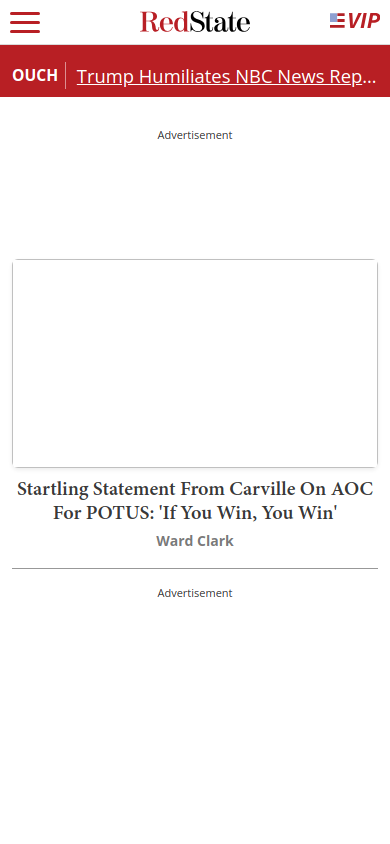 RedState
VIP
OUCH
Trump Humiliates NBC News Rep...
Advertisement
Startling Statement From Carville On AOC
For POTUS: 'If You Win, You Win'
Ward Clark
Advertisement